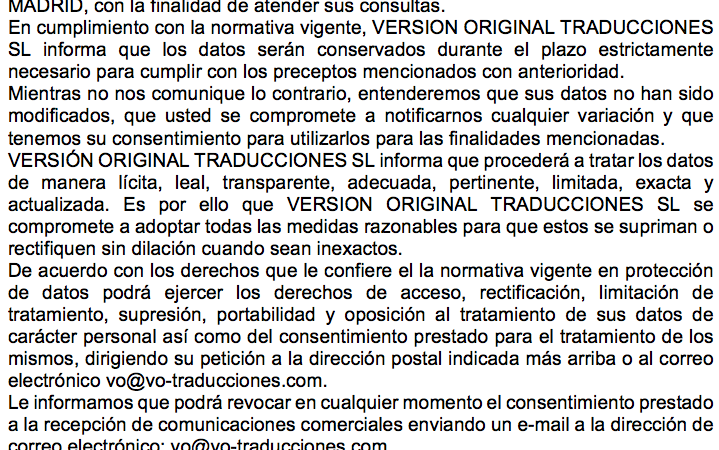 MADRID, con la finalidad de atender sus consultas.
En cumplimiento con la normativa vigente, VERSION ORIGINAL TRADUCCIONES
SL informa que los datos serán conservados durante el plazo estrictamente
necesario para cumplir con los preceptos mencionados con anterioridad.
Mientras no nos comunique lo contrario, entenderemos que sus datos no han sido
modificados, que usted se compromete a notificarnos cualquier variación y que
tenemos su consentimiento para utilizarlos para las finalidades mencionadas.
VERSIÓN ORIGINAL TRADUCCIONES SL informa que procederá a tratar los datos
de manera lícita, leal, transparente, adecuada, pertinente, limitada, exacta y
actualizada. Es por ello que VERSION ORIGINAL TRADUCCIONES SL se
compromete a adoptar todas las medidas razonables para que estos se supriman o
rectifiquen sin dilación cuando sean inexactos.
De acuerdo con los derechos que le confiere el la normativa vigente en protección
de datos podrá ejercer los derechos de acceso, rectificación, limitación de
tratamiento, supresión, portabilidad y oposición al tratamiento de sus datos de
carácter personal así como del consentimiento prestado para el tratamiento de los
mismos, dirigiendo su petición a la dirección postal indicada más arriba o al correo
electrónico vo@vo-traducciones.com.
Le informamos que podrá revocar en cualquier momento el consentimiento prestado
a la recepción de comunicaciones comerciales enviando un e-mail a la dirección de
correo electrónico: vo@vo-traducciones.com